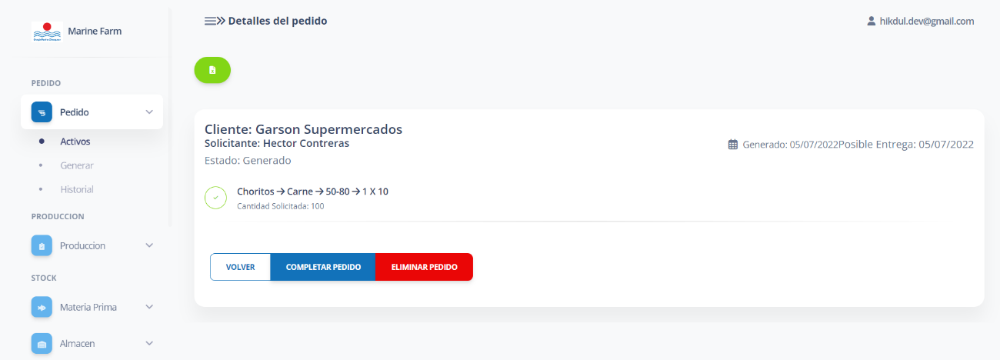 Marine Farm
Detalles del pedido
hikdul.dev@gmail.com
PEDIDO
Pedido
Activos
Generar
Historial
PRODUCCION
Produccion
STOCK
Materia Prima
Almacen
Cliente: Garson Supermercados
Solicitante: Hector Contreras
Estado: Generado
Generado: 05/07/2022Posible Entrega: 05/07/2022
Choritos → Carne → 50-80 → 1 X 10
Cantidad Solicitada: 100
VOLVER
COMPLETAR PEDIDO
ELIMINAR PEDIDO